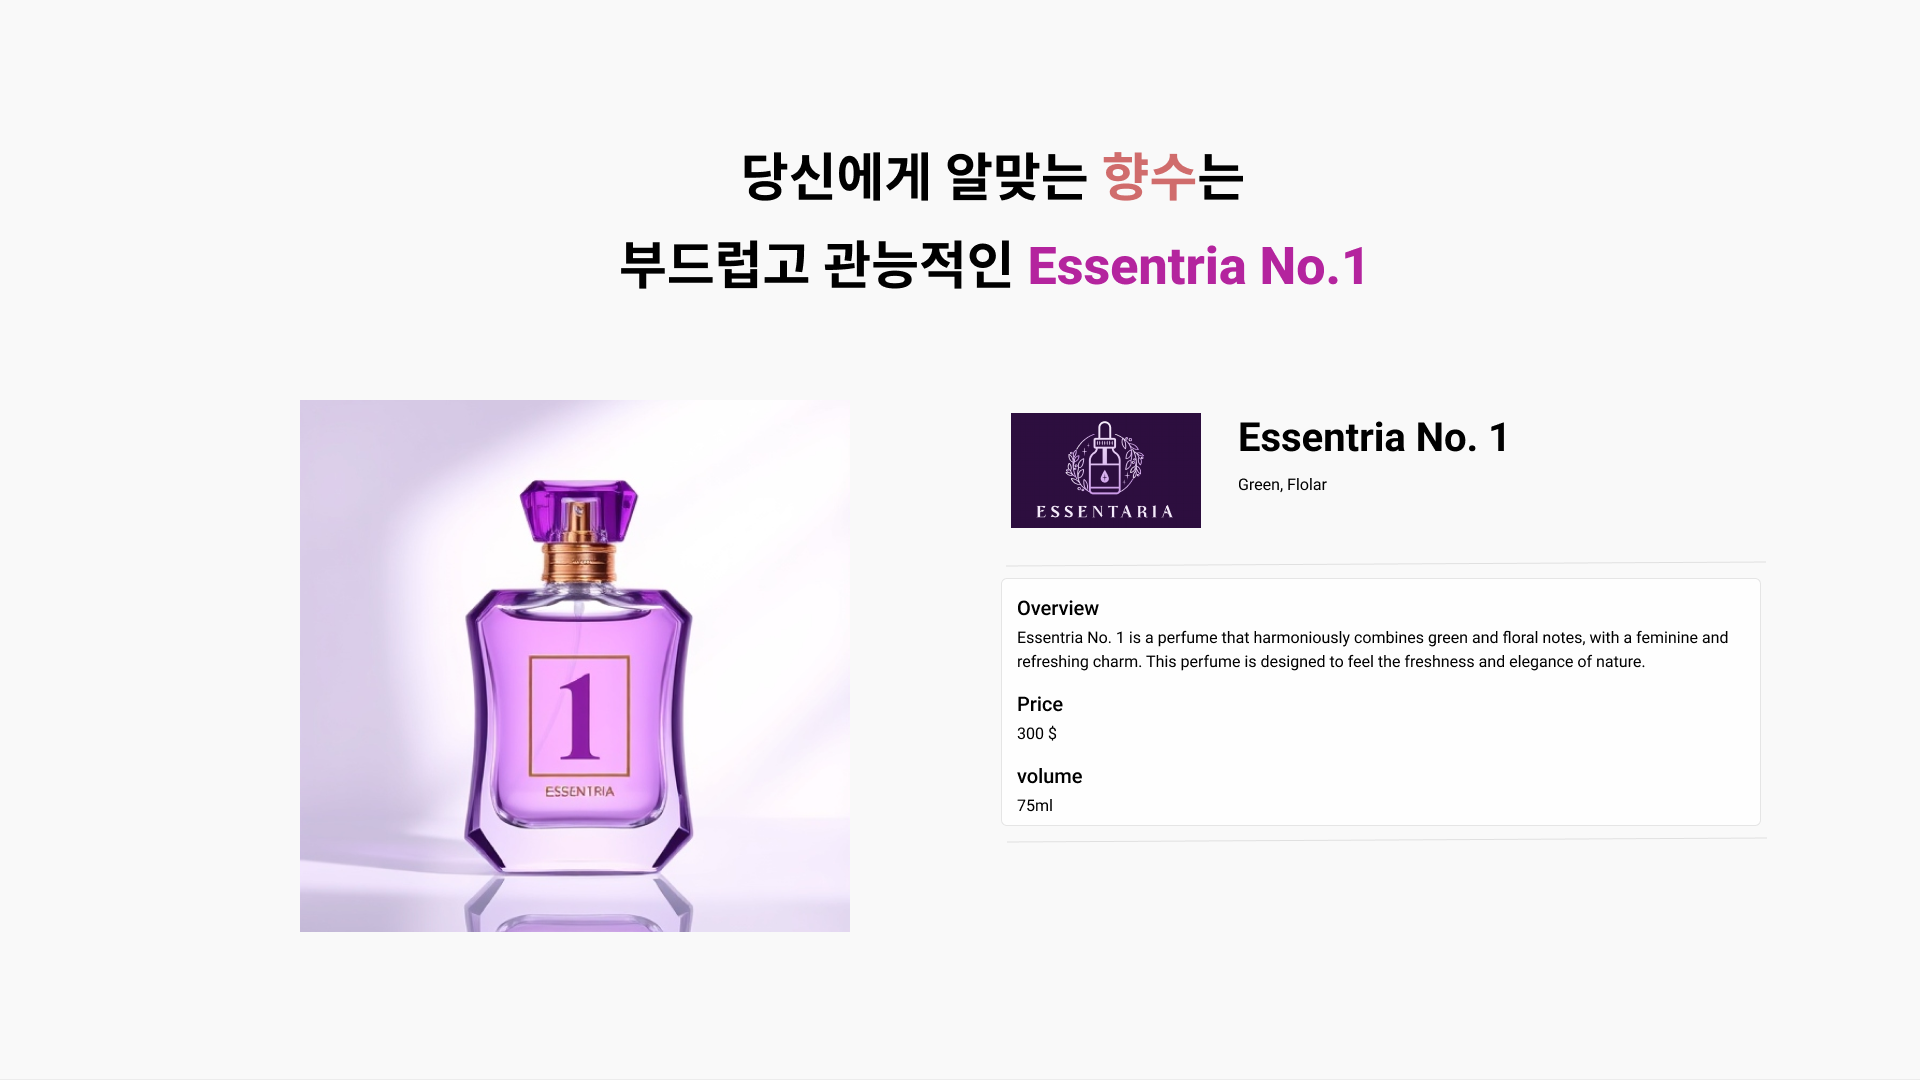 당신에게 알맞는 향수는
부드럽고 관능적인 Essentria No.1
1
ESSENTRIA
ESSENTARIA
Essentria No. 1
Green, Flolar
Overview
Essentria No. 1 is a perfume that harmoniously combines green and floral notes, with a feminine and
refreshing charm. This perfume is designed to feel the freshness and elegance of nature.
Price
300 $
volume
75ml